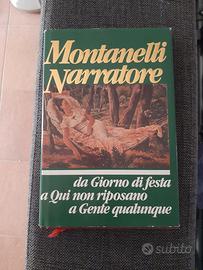 Montanelli
Narratore
da Giorno di festa
a Qui non riposano
a Gente qualunque
subito